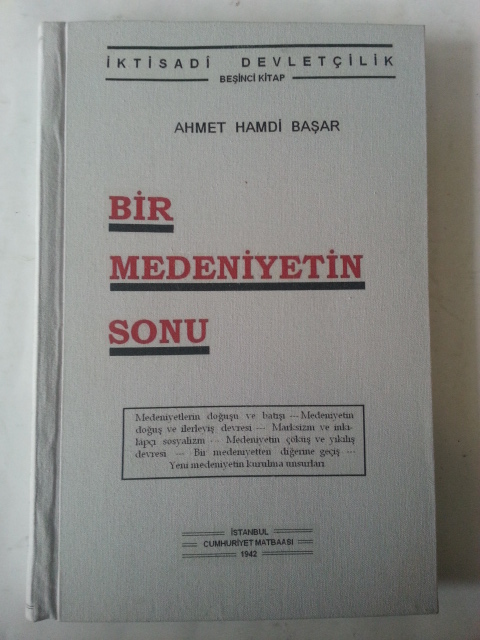 İKTİSADİ DEVLETÇİLİK
BEŞİNCİ KİTAP
AHMET HAMDİ BAŞAR
BİR
MEDENİYETİN
SONU
Medeniyetlerin doğuşu ve batışı --- Medeniyetin
doğuş ve ilerleyiş devresi --- Marksizm ve inkı-
lapçı sosyalizm --- Medeniyetin çöküş ve yıkılış
devresi --- Bir medeniyetten diğerine geçiş ---
Yeni medeniyetin kurulma unsurları
İSTANBUL
CUMHURİYET MATBAASI
1942